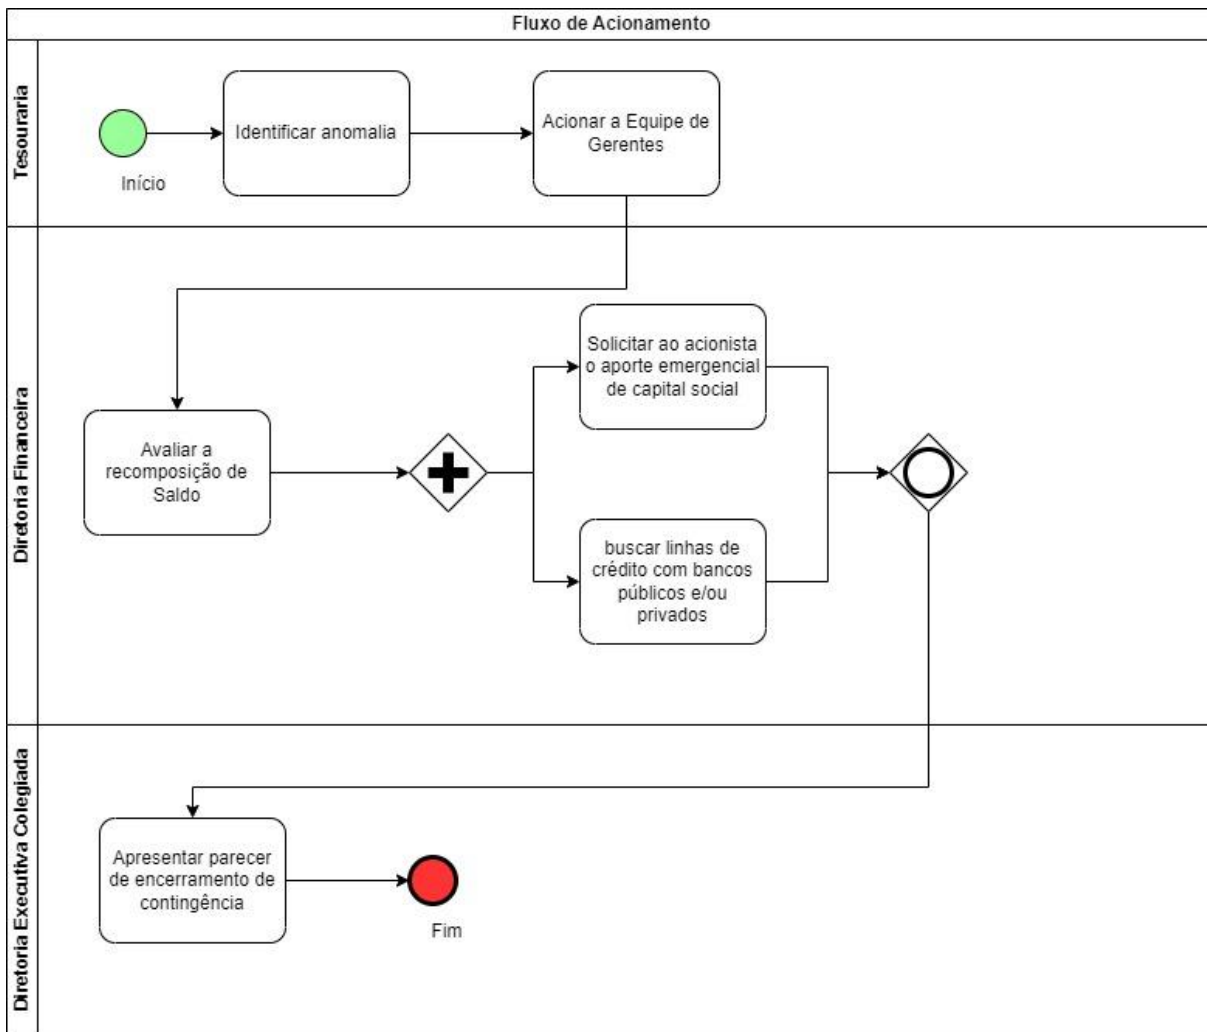 Fluxo de Acionamento
Tesouraria
Início
Identificar anomalia
Acionar a Equipe de
Gerentes
Diretoria Financeira
Avaliar a
recomposição de
Saldo
Solicitar ao acionista
o aporte emergencial
de capital social
buscar linhas de
crédito com bancos
públicos e/ou
privados
Diretoria Executiva Colegiada
Apresentar parecer
de encerramento de
contingência
Fim